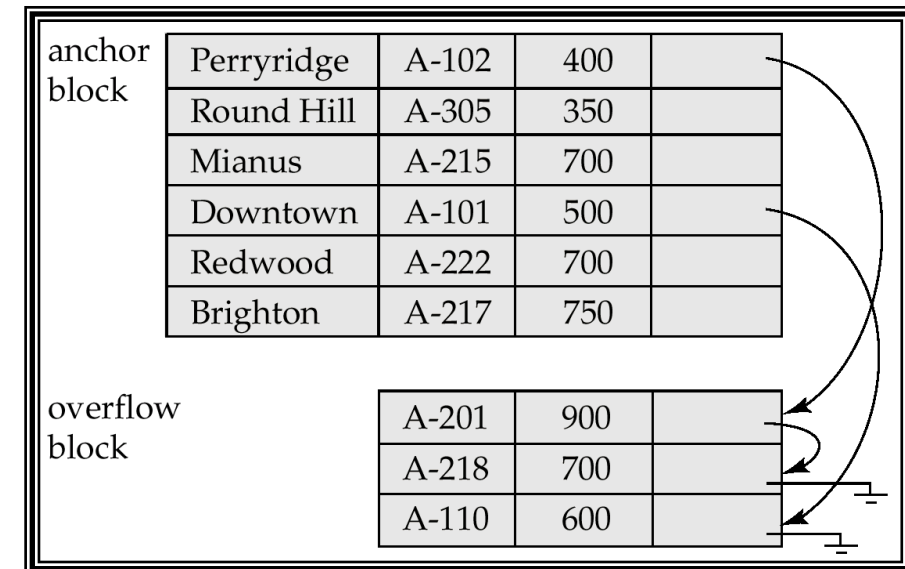 anchor block
Perryridge A-102 400
Round Hill A-305 350
Mianus A-215 700
Downtown A-101 500
Redwood A-222 700
Brighton A-217 750
overflow block
A-201 900
A-218 700
A-110 600